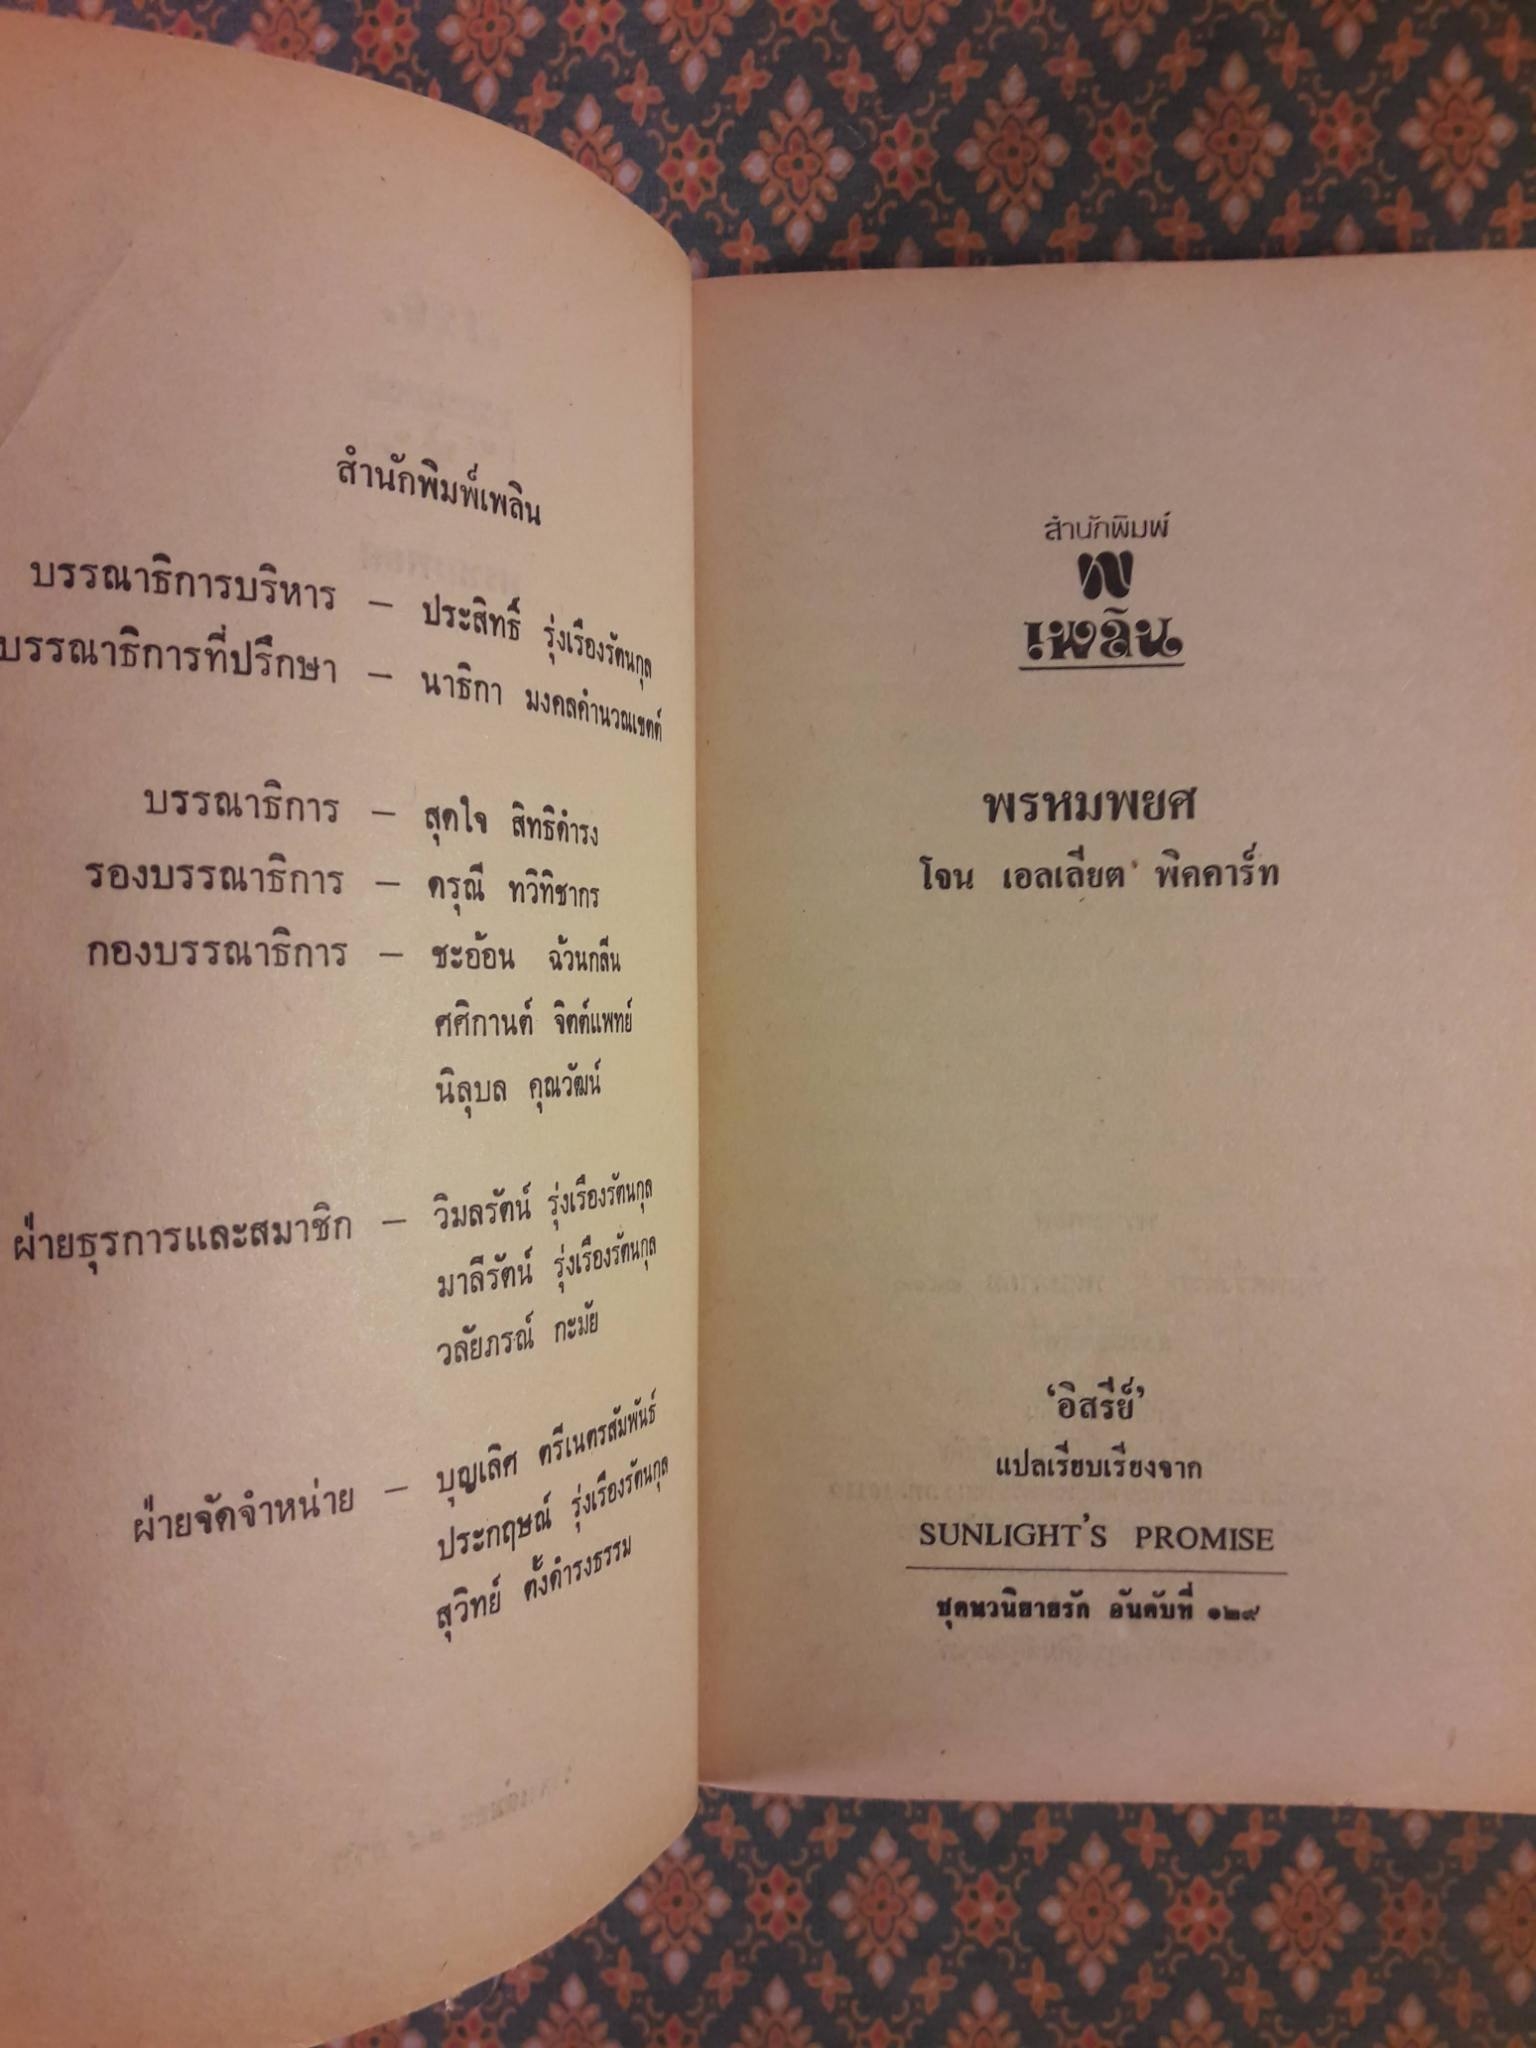 สำนักพิมพ์เพลิน
บรรณาธิการบริหาร – ประสิทธิ์ รุ่งเรืองรัตนกุล
บรรณาธิการที่ปรึกษา – นาธิกา มงคลคำนวณเขตต์
บรรณาธิการ – สุดใจ สิทธิดำรง
รองบรรณาธิการ – ดรุณี ทวิทิชากร
กองบรรณาธิการ – ชะอ้อน ฉ้วนกลีน
ศศิกานต์ จิตต์แพทย์
นิลุบล คุณวัฒน์
ฝ่ายธุรการและสมาชิก – วิมลรัตน์ รุ่งเรืองรัตนกุล
มาลีรัตน์ รุ่งเรืองรัตนกุล
วลัยภรณ์ กะมัย
ฝ่ายจัดจำหน่าย – บุญเลิศ ตรีเนตรสัมพันธ์
ประกฤษณ์ รุ่งเรืองรัตนกุล
สุวิทย์ ตั้งดำรงธรรม
สำนักพิมพ์
เพลิน
พรหมพยศ
โจน เอลเลียต พิคคาร์ท
‘อิสรีย์’
แปลเรียบเรียงจาก
SUNLIGHT'S PROMISE
ชุดนวนิยายรัก อันดับที่ ๑๒๙